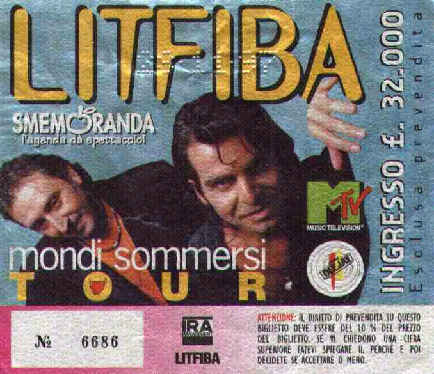 LITFIBA
SMEMORANDA
l'agenda da spettacolo!
mondi sommersi
TOUR
MTV
MUSIC TELEVISION
INGRESSO £. 32.000
Esclusa prevendita
№ 6686
IRA
LITFIBA
ATTENZIONE: IL DIRITTO DI PREVENDITA SU QUESTO
BIGLIETTO DEVE ESSERE DEL 10 % DEL PREZZO
DEL BIGLIETTO. SE VI CHIEDONO UNA CIFRA
SUPERIORE FATEVI SPIEGARE IL PERCHÉ E POI
DECIDETE SE ACCETTARE O MENO.